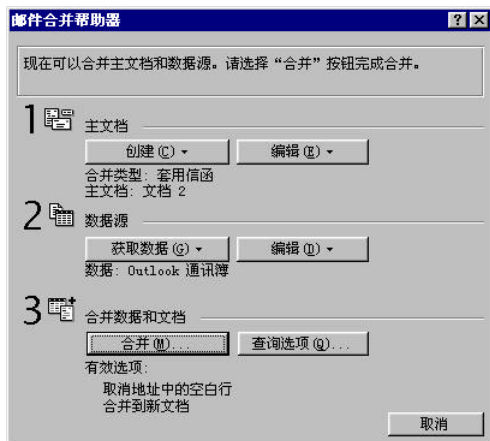 邮件合并帮助器
现在可以合并主文档和数据源。请选择“合并”按钮完成合并。
1 主文档
创建(C) 编辑(E)
合并类型: 套用信函
主文档: 文档 2
2 数据源
获取数据(G) 编辑(D)
数据: Outlook 通讯簿
3 合并数据和文档
合并(M)... 查询选项(Q)...
有效选项:
取消地址中的空白行
合并到新文档
取消